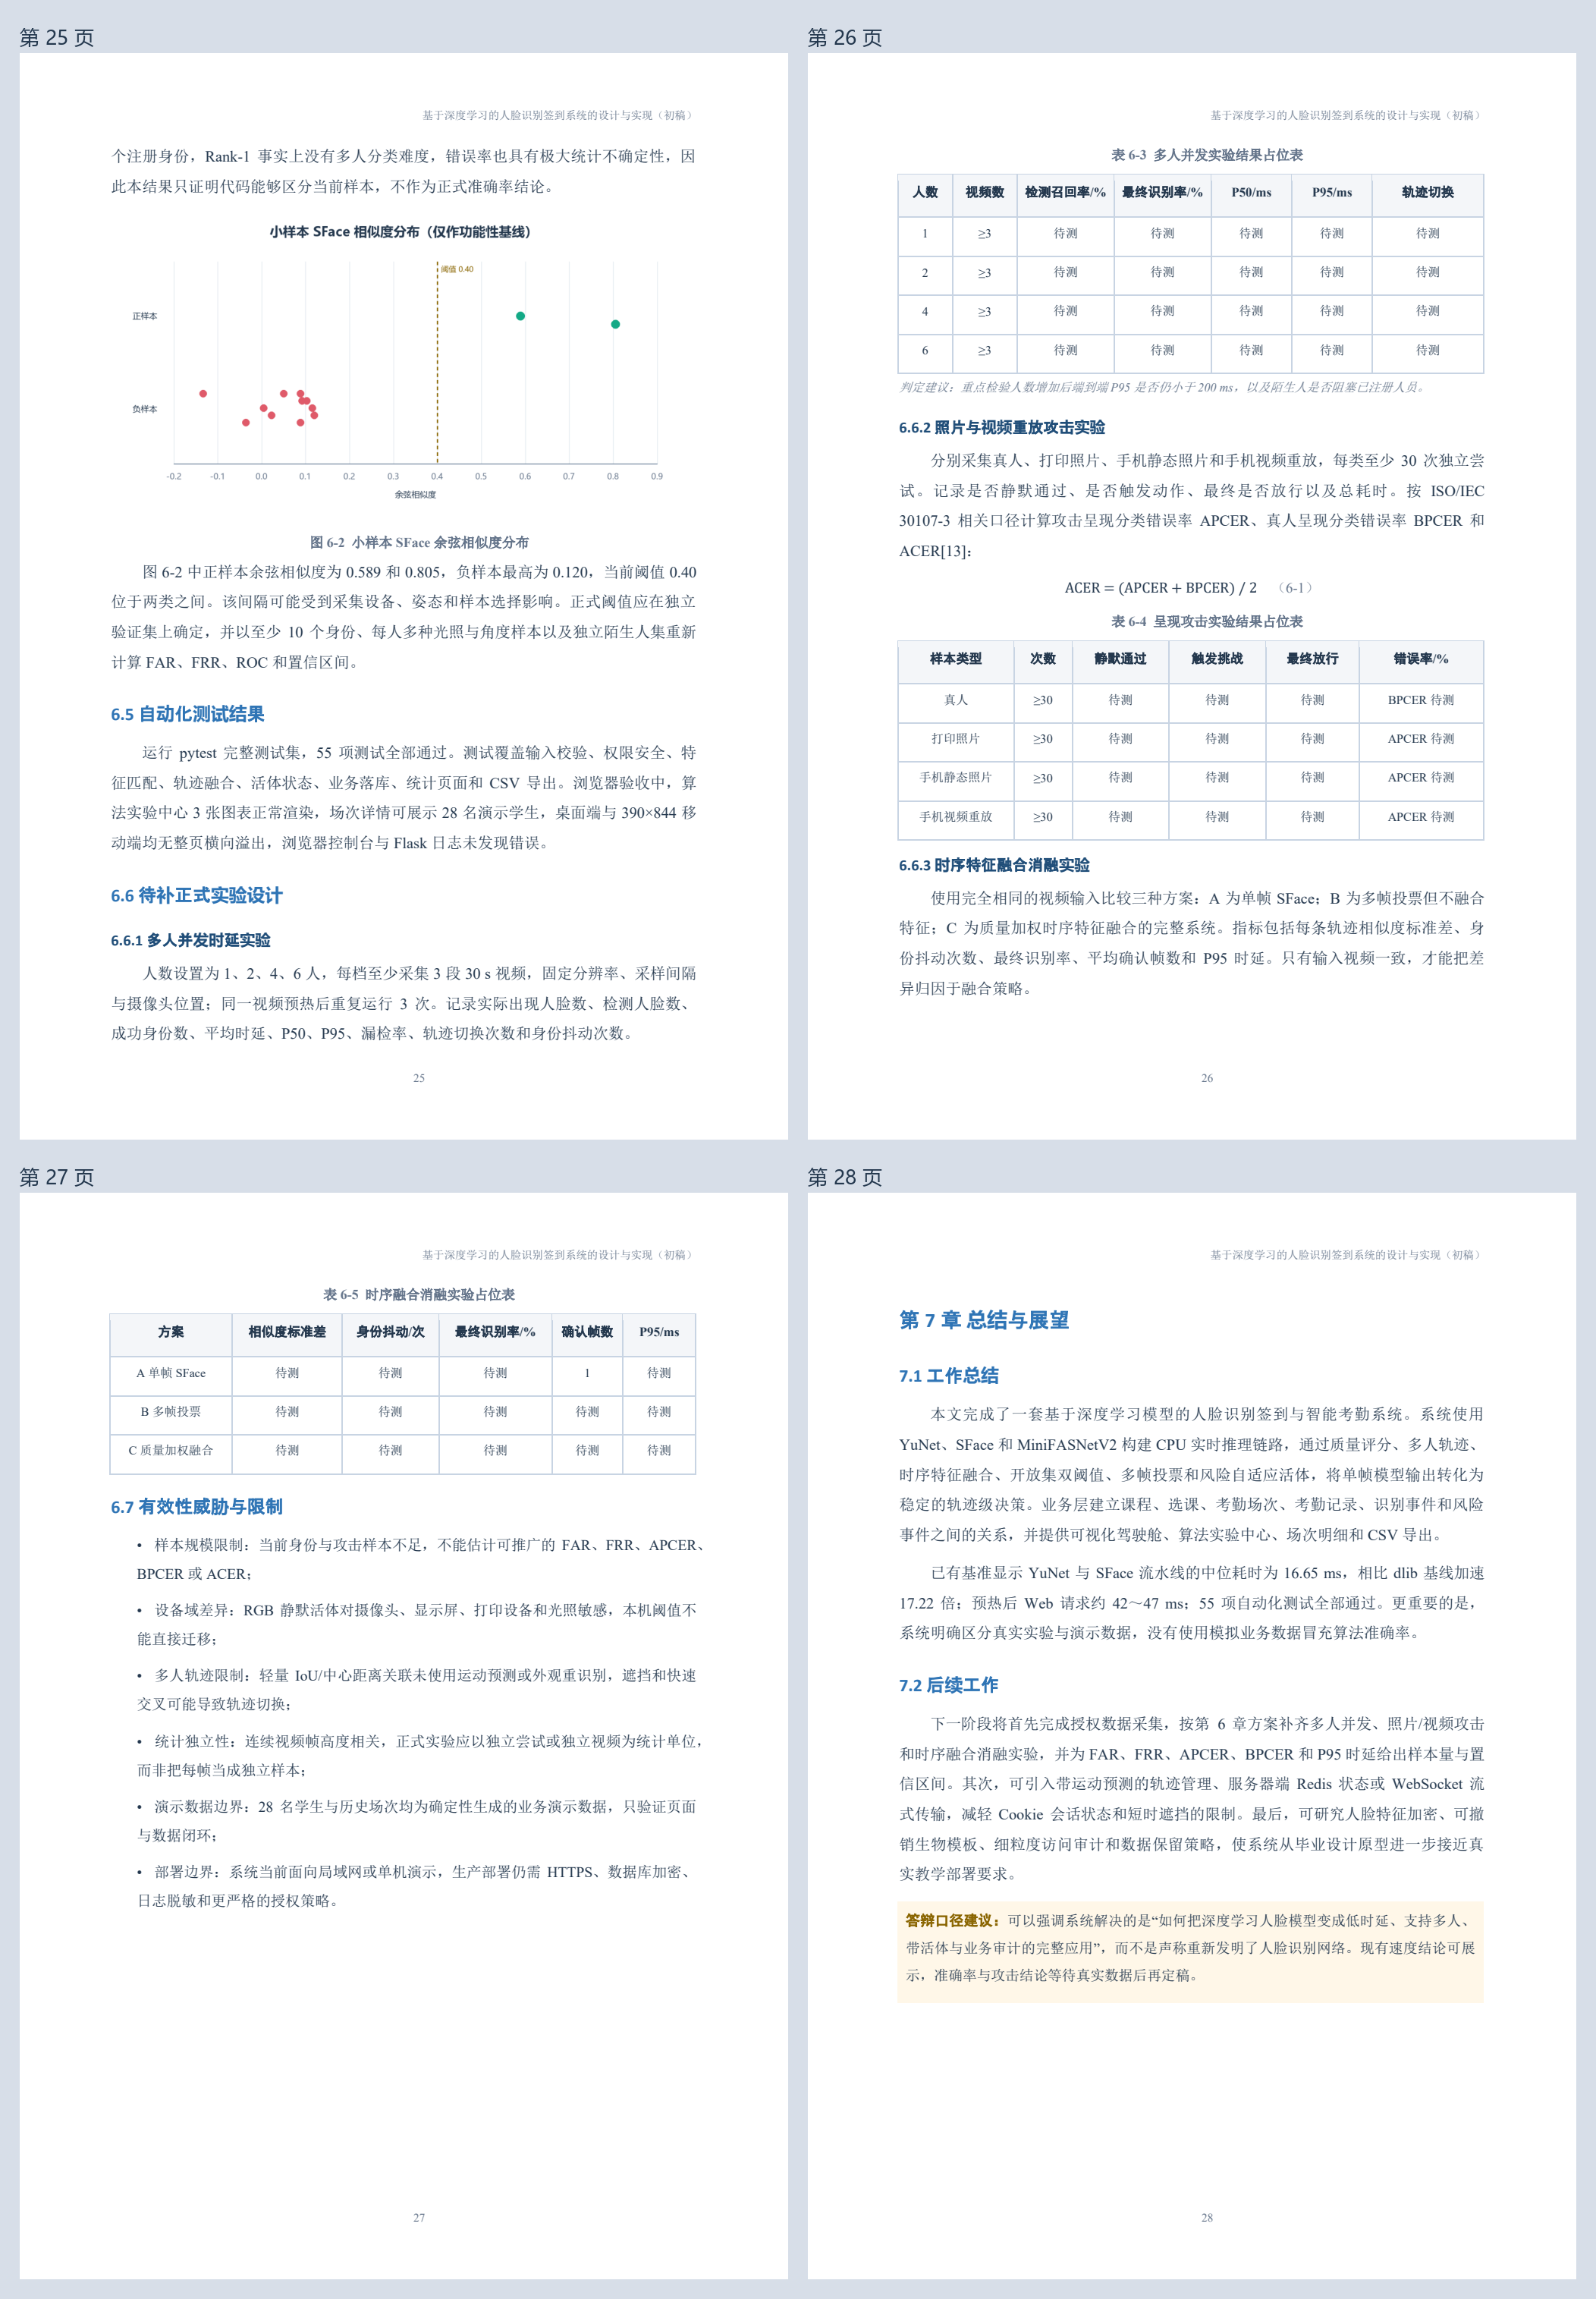 第 25 页
基于深度学习的人脸识别签到系统的设计与实现（初稿）
个注册身份，Rank-1 事实上没有多人分类难度，错误率也具有极大统计不确定性，因
此本结果只证明代码能够区分当前样本，不作为正式准确率结论。
小样本 SFace 相似度分布（仅作功能性基线）
阈值 0.40
正样本
负样本
-0.2 -0.1 0.0 0.1 0.2 0.3 0.4 0.5 0.6 0.7 0.8 0.9
余弦相似度
图 6-2 小样本 SFace 余弦相似度分布
图 6-2 中正样本余弦相似度为 0.589 和 0.805，负样本最高为 0.120，当前阈值 0.40
位于两类之间。该间隔可能受到采集设备、姿态和样本选择影响。正式阈值应在独立
验证集上确定，并以至少 10 个身份、每人多种光照与角度样本以及独立陌生人集重新
计算 FAR、FRR、ROC 和置信区间。
6.5 自动化测试结果
运行 pytest 完整测试集，55 项测试全部通过。测试覆盖输入校验、权限安全、特
征匹配、轨迹融合、活体状态、业务落库、统计页面和 CSV 导出。浏览器验收中，算
法实验中心 3 张图表正常渲染，场次详情可展示 28 名演示学生，桌面端与 390×844 移
动端均无整页横向溢出，浏览器控制台与 Flask 日志未发现错误。
6.6 待补正式实验设计
6.6.1 多人并发时延实验
人数设置为 1、2、4、6 人，每档至少采集 3 段 30 s 视频，固定分辨率、采样间隔
与摄像头位置；同一视频预热后重复运行 3 次。记录实际出现人脸数、检测人脸数、
成功身份数、平均时延、P50、P95、漏检率、轨迹切换次数和身份抖动次数。
25
第 26 页
基于深度学习的人脸识别签到系统的设计与实现（初稿）
表 6-3 多人并发实验结果占位表
人数 视频数 检测召回率/% 最终识别率/% P50/ms P95/ms 轨迹切换
1 ≥3 待测 待测 待测 待测 待测
2 ≥3 待测 待测 待测 待测 待测
4 ≥3 待测 待测 待测 待测 待测
6 ≥3 待测 待测 待测 待测 待测
判定建议：重点检验人数增加后端到端 P95 是否仍小于 200 ms，以及陌生人是否阻塞已注册人员。
6.6.2 照片与视频重放攻击实验
分别采集真人、打印照片、手机静态照片和手机视频重放，每类至少 30 次独立尝
试。记录是否静默通过、是否触发动作、最终是否放行以及总耗时。按 ISO/IEC
30107-3 相关口径计算攻击呈现分类错误率 APCER、真人呈现分类错误率 BPCER 和
ACER[13]：
ACER = (APCER + BPCER) / 2 （6-1）
表 6-4 呈现攻击实验结果占位表
样本类型 次数 静默通过 触发挑战 最终放行 错误率/%
真人 ≥30 待测 待测 待测 BPCER 待测
打印照片 ≥30 待测 待测 待测 APCER 待测
手机静态照片 ≥30 待测 待测 待测 APCER 待测
手机视频重放 ≥30 待测 待测 待测 APCER 待测
6.6.3 时序特征融合消融实验
使用完全相同的视频输入比较三种方案：A 为单帧 SFace；B 为多帧投票但不融合
特征；C 为质量加权时序特征融合的完整系统。指标包括每条轨迹相似度标准差、身
份抖动次数、最终识别率、平均确认帧数和 P95 时延。只有输入视频一致，才能把差
异归因于融合策略。
26
第 27 页
基于深度学习的人脸识别签到系统的设计与实现（初稿）
表 6-5 时序融合消融实验占位表
方案 相似度标准差 身份抖动/次 最终识别率/% 确认帧数 P95/ms
A 单帧 SFace 待测 待测 待测 1 待测
B 多帧投票 待测 待测 待测 待测 待测
C 质量加权融合 待测 待测 待测 待测 待测
6.7 有效性威胁与限制
• 样本规模限制：当前身份与攻击样本不足，不能估计可推广的 FAR、FRR、APCER、
BPCER 或 ACER；
• 设备域差异：RGB 静默活体对摄像头、显示屏、打印设备和光照敏感，本机阈值不
能直接迁移；
• 多人轨迹限制：轻量 IoU/中心距离关联未使用运动预测或外观重识别，遮挡和快速
交叉可能导致轨迹切换；
• 统计独立性：连续视频帧高度相关，正式实验应以独立尝试或独立视频为统计单位，
而非把每帧当成独立样本；
• 演示数据边界：28 名学生与历史场次均为确定性生成的业务演示数据，只验证页面
与数据闭环；
• 部署边界：系统当前面向局域网或单机演示，生产部署仍需 HTTPS、数据库加密、
日志脱敏和更严格的授权策略。
27
第 28 页
基于深度学习的人脸识别签到系统的设计与实现（初稿）
第 7 章 总结与展望
7.1 工作总结
本文完成了一套基于深度学习模型的人脸识别签到与智能考勤系统。系统使用
YuNet、SFace 和 MiniFASNetV2 构建 CPU 实时推理链路，通过质量评分、多人轨迹、
时序特征融合、开放集双阈值、多帧投票和风险自适应活体，将单帧模型输出转化为
稳定的轨迹级决策。业务层建立课程、选课、考勤场次、考勤记录、识别事件和风险
事件之间的关系，并提供可视化驾驶舱、算法实验中心、场次明细和 CSV 导出。
已有基准显示 YuNet 与 SFace 流水线的中位耗时为 16.65 ms，相比 dlib 基线加速
17.22 倍；预热后 Web 请求约 42～47 ms；55 项自动化测试全部通过。更重要的是，
系统明确区分真实实验与演示数据，没有使用模拟业务数据冒充算法准确率。
7.2 后续工作
下一阶段将首先完成授权数据采集，按第 6 章方案补齐多人并发、照片/视频攻击
和时序融合消融实验，并为 FAR、FRR、APCER、BPCER 和 P95 时延给出样本量与置
信区间。其次，可引入带运动预测的轨迹管理、服务器端 Redis 状态或 WebSocket 流
式传输，减轻 Cookie 会话状态和短时遮挡的限制。最后，可研究人脸特征加密、可撤
销生物模板、细粒度访问审计和数据保留策略，使系统从毕业设计原型进一步接近真
实教学部署要求。
答辩口径建议：可以强调系统解决的是“如何把深度学习人脸模型变成低时延、支持多人、
带活体与业务审计的完整应用”，而不是声称重新发明了人脸识别网络。现有速度结论可展
示，准确率与攻击结论等待真实数据后再定稿。
28